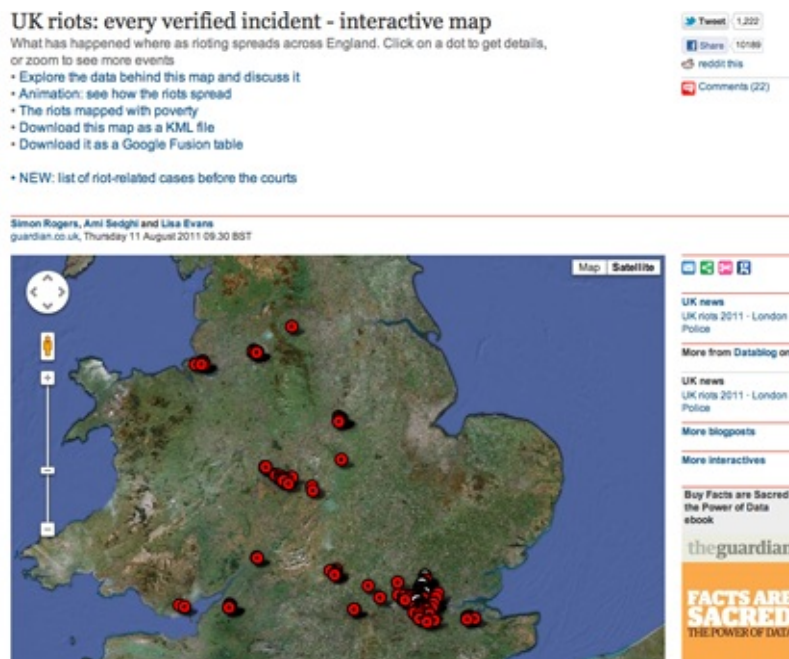 UK riots: every verified incident - interactive map
What has happened where as rioting spreads across England. Click on a dot to get details,
or zoom to see more events
• Explore the data behind this map and discuss it
• Animation: see how the riots spread
• The riots mapped with poverty
• Download this map as a KML file
• Download it as a Google Fusion table
• NEW: list of riot-related cases before the courts
Simon Rogers, Ami Sedghi and Lisa Evans
guardian.co.uk, Thursday 11 August 2011 09.30 BST
Tweet 1,222
Share 10189
reddit this
Comments (22)
Map Satellite
UK news
UK riots 2011 · London
Police
More from Datablog on
UK news
UK riots 2011 · London
Police
More blogposts
More interactives
Buy Facts are Sacred
the Power of Data
ebook
theguardian
FACTS ARE
SACRED
THE POWER OF DATA